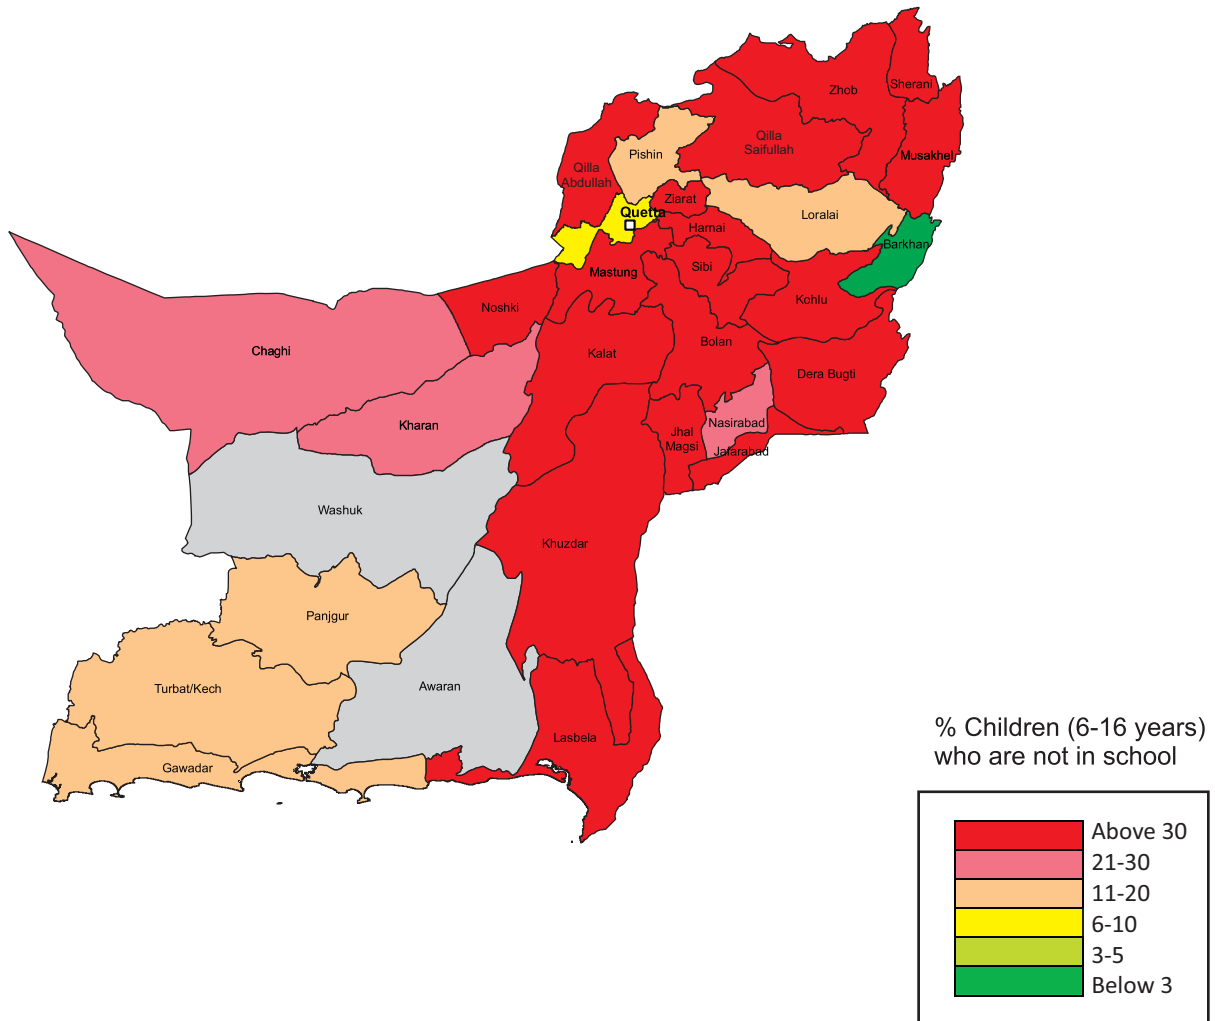 Sherani
Zhob
Qilla
Saifullah
Musakhel
Pishin
Qilla
Abdullah
Ziarat
Quetta
Loralai
Harnai
Barkhan
Sibi
Mastung
Kohlu
Noshki
Bolan
Chaghi
Kalat
Dera Bugti
Kharan
Nasirabad
Jhal
Magsi
Jafarabad
Washuk
Khuzdar
Panjgur
Turbat/Kech
Awaran
Lasbela
Gawadar
% Children (6-16 years)
who are not in school
Above 30
21-30
11-20
6-10
3-5
Below 3